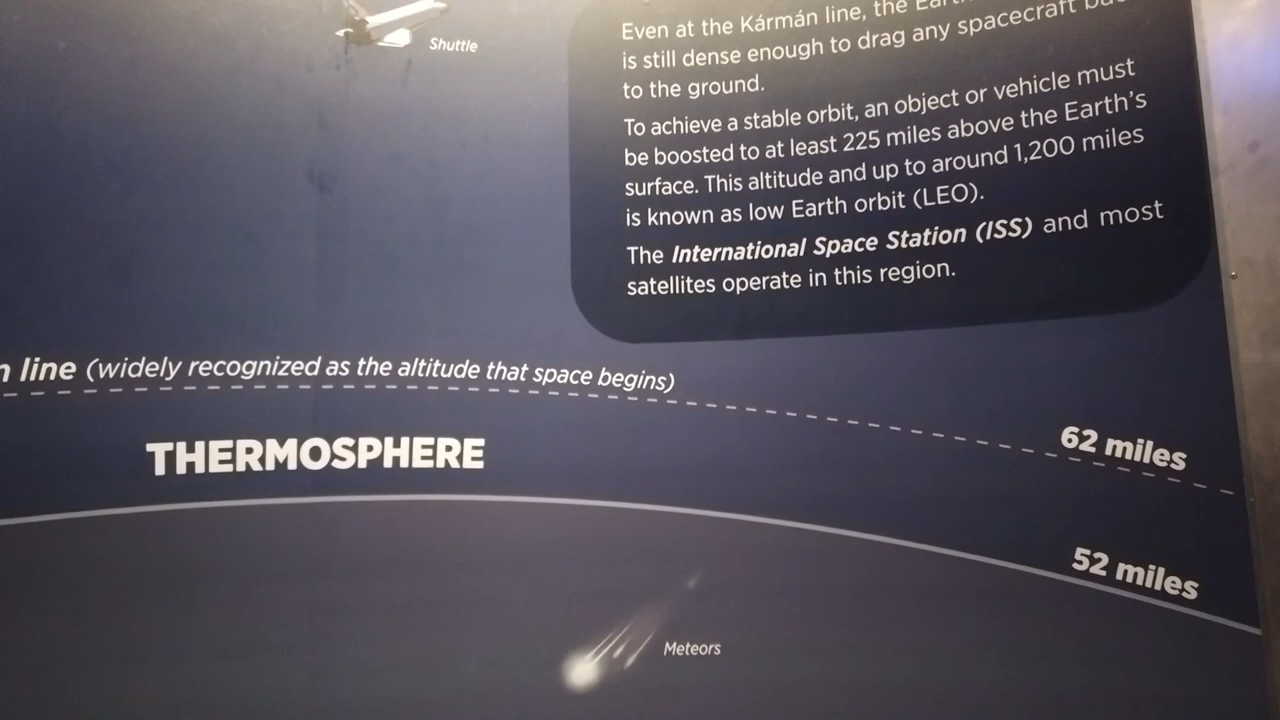 Shuttle
Even at the Kármán line, the
is still dense enough to drag any spacecraft
to the ground.
To achieve a stable orbit, an object or vehicle must
be boosted to at least 225 miles above the Earth's
surface. This altitude and up to around 1,200 miles
is known as low Earth orbit (LEO).
The International Space Station (ISS) and most
satellites operate in this region.
line (widely recognized as the altitude that space begins)
62 miles
THERMOSPHERE
52 miles
Meteors